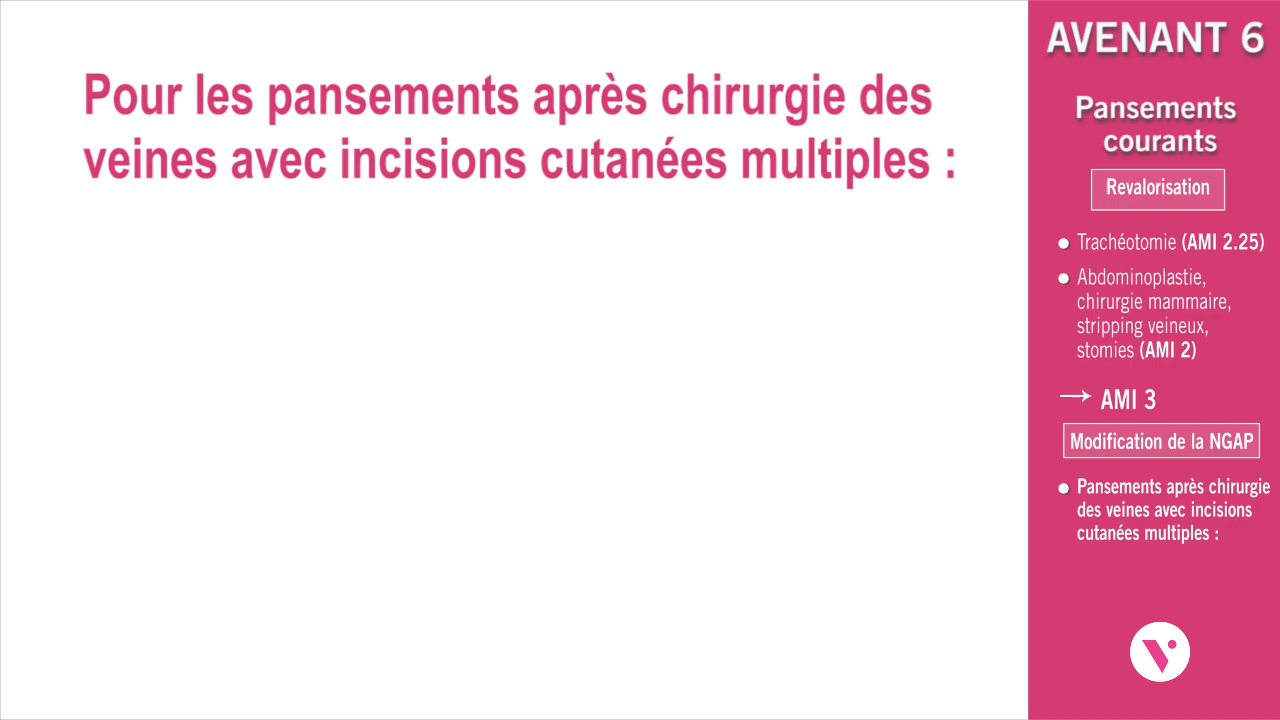 Pour les pansements après chirurgie des
veines avec incisions cutanées multiples :
AVENANT 6
Pansements
courants
Revalorisation
● Trachéotomie (AMI 2.25)
● Abdominoplastie,
chirurgie mammaire,
stripping veineux,
stomies (AMI 2)
→ AMI 3
Modification de la NGAP
● Pansements après chirurgie
des veines avec incisions
cutanées multiples :